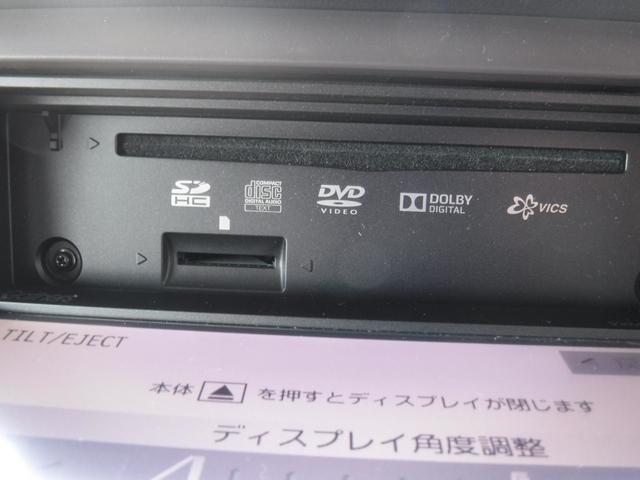 SD HC COMPACT disc DIGITAL AUDIO TEXT DVD VIDEO DOLBY DIGITAL VICS
TILT/EJECT
本体 ▲ を押すとディスプレイが閉じます
ディスプレイ角度調整